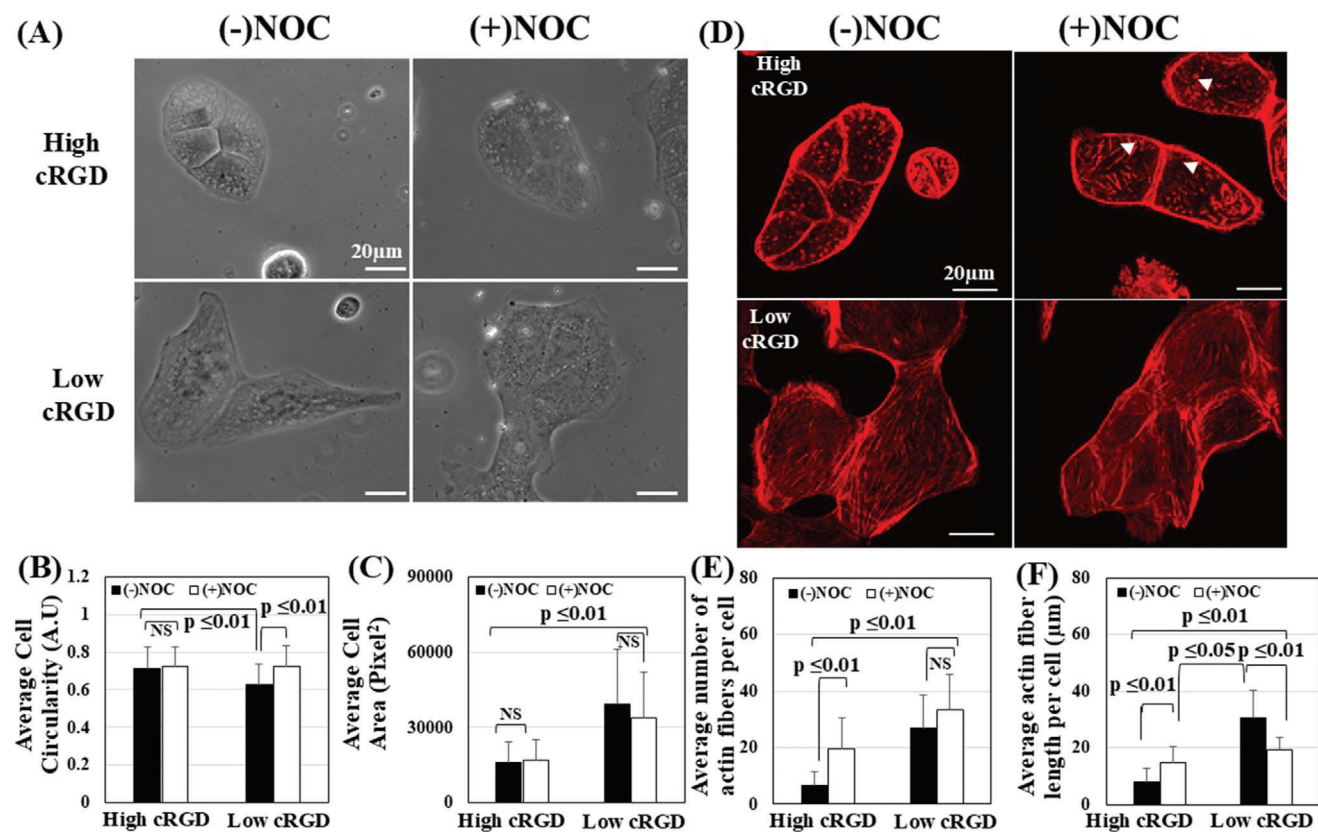 (A)
(-)NOC
(+)NOC
High
cRGD
20µm
Low
cRGD
(D)
(-)NOC
(+)NOC
High
cRGD
20µm
Low
cRGD
(B)
Average Cell
Circularity (A.U)
1.2
1
0.8
0.6
0.4
0.2
0
(-)NOC
(+)NOC
NS
p ≤0.01
p ≤0.01
High cRGD
Low cRGD
(C)
Average Cell
Area (Pixel²)
90000
60000
30000
0
(-)NOC
(+)NOC
p ≤0.01
NS
NS
High cRGD
Low cRGD
(E)
Average number of
actin fibers per cell
80
60
40
20
0
(-)NOC
(+)NOC
p ≤0.01
p ≤0.01
NS
High cRGD
Low cRGD
(F)
Average actin fiber
length per cell (µm)
80
60
40
20
0
(-)NOC
(+)NOC
p ≤0.01
p ≤0.05
p ≤0.01
p ≤0.01
High cRGD
Low cRGD